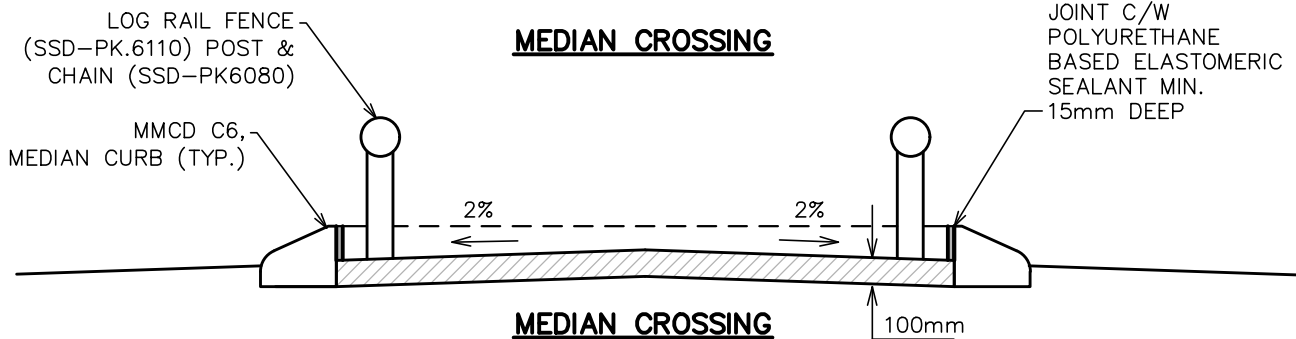 MEDIAN CROSSING
LOG RAIL FENCE
(SSD-PK.6110) POST &
CHAIN (SSD-PK6080)
MMCD C6,
MEDIAN CURB (TYP.)
JOINT C/W
POLYURETHANE
BASED ELASTOMERIC
SEALANT MIN.
15mm DEEP
2%
2%
100mm
MEDIAN CROSSING